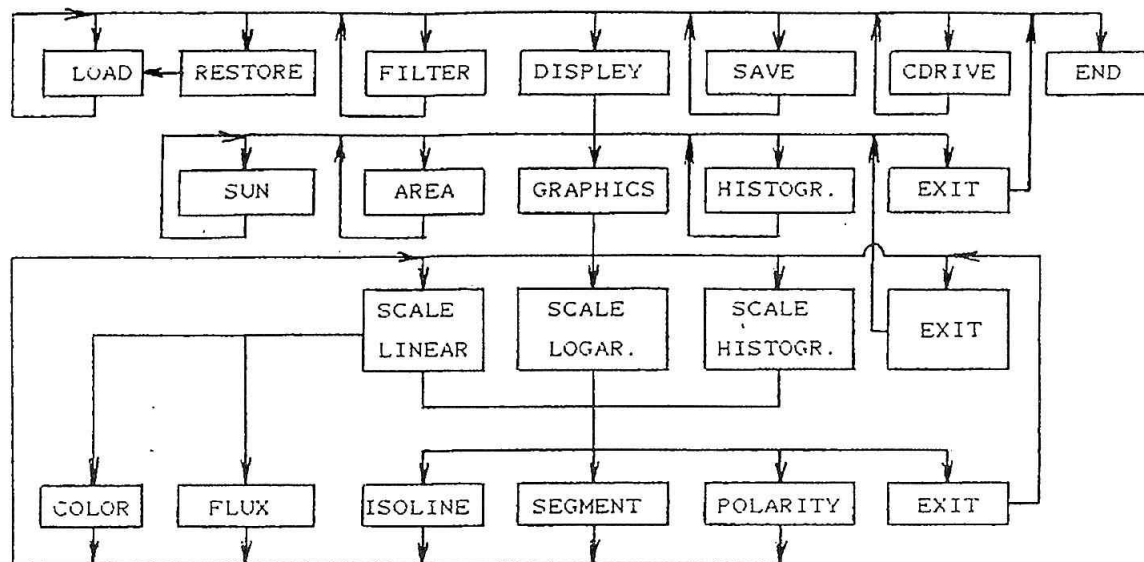 LOAD
RESTORE
FILTER
DISPLEY
SAVE
CDRIVE
END
SUN
AREA
GRAPHICS
HISTOGR.
EXIT
SCALE
LINEAR
SCALE
LOGAR.
SCALE
HISTOGR.
EXIT
COLOR
FLUX
ISOLINE
SEGMENT
POLARITY
EXIT